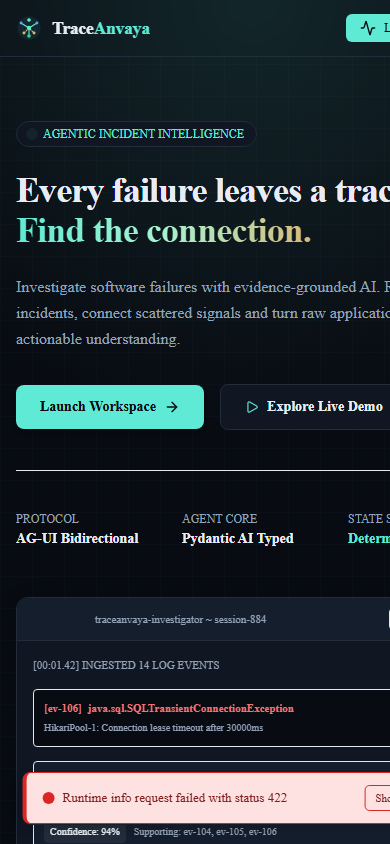 TraceAnvaya
AGENTIC INCIDENT INTELLIGENCE
Every failure leaves a trac
Find the connection.
Investigate software failures with evidence-grounded AI. R
incidents, connect scattered signals and turn raw applicatio
actionable understanding.
Launch Workspace
Explore Live Demo
PROTOCOL
AG-UI Bidirectional
AGENT CORE
Pydantic AI Typed
STATE S
Determ
traceanvaya-investigator ~ session-884
[00:01.42] INGESTED 14 LOG EVENTS
[ev-106] java.sql.SQLTransientConnectionException
HikariPool-1: Connection lease timeout after 30000ms
Runtime info request failed with status 422
Sho
Confidence: 94% Supporting: ev-104, ev-105, ev-106